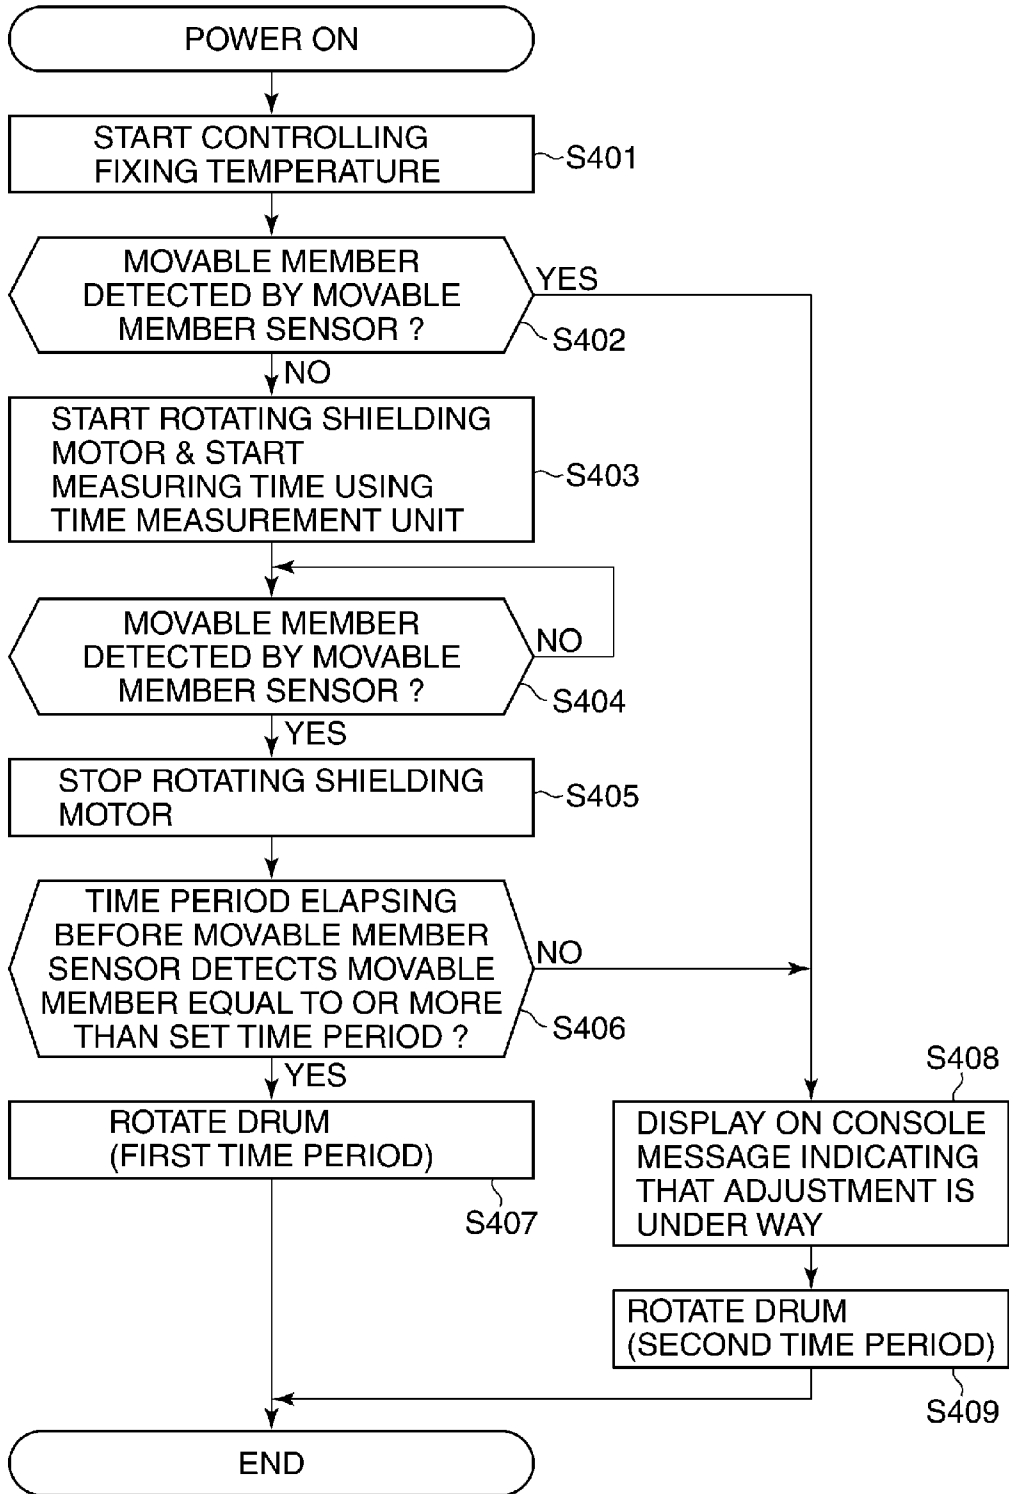 POWER ON
START CONTROLLING
FIXING TEMPERATURE
S401
MOVABLE MEMBER
DETECTED BY MOVABLE
MEMBER SENSOR ?
YES
S402
NO
START ROTATING SHIELDING
MOTOR & START
MEASURING TIME USING
TIME MEASUREMENT UNIT
S403
MOVABLE MEMBER
DETECTED BY MOVABLE
MEMBER SENSOR ?
NO
S404
YES
STOP ROTATING SHIELDING
MOTOR
S405
TIME PERIOD ELAPSING
BEFORE MOVABLE MEMBER
SENSOR DETECTS MOVABLE
MEMBER EQUAL TO OR MORE
THAN SET TIME PERIOD ?
NO
S406
YES
ROTATE DRUM
(FIRST TIME PERIOD)
S407
S408
DISPLAY ON CONSOLE
MESSAGE INDICATING
THAT ADJUSTMENT IS
UNDER WAY
ROTATE DRUM
(SECOND TIME PERIOD)
S409
END